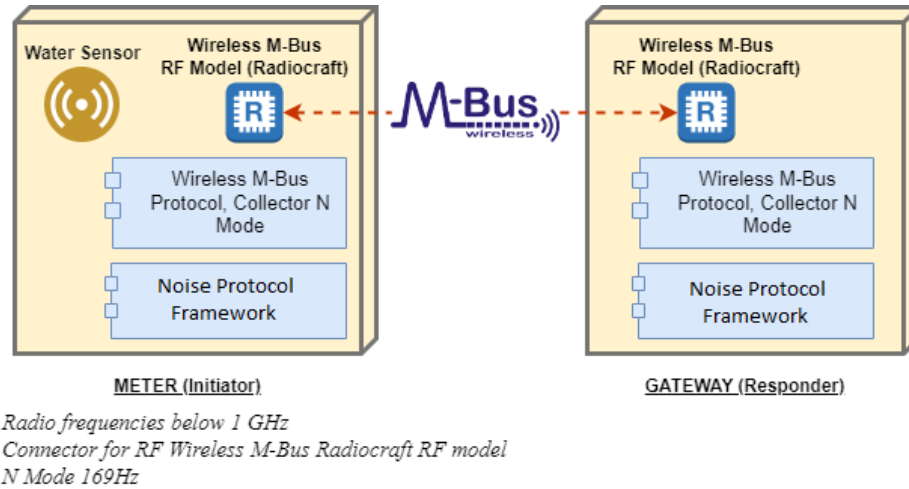 Water Sensor
Wireless M-Bus
RF Model (Radiocraft)
R
Wireless M-Bus
Protocol, Collector N
Mode
Noise Protocol
Framework
METER (Initiator)
M-Bus
wireless
Wireless M-Bus
RF Model (Radiocraft)
R
Wireless M-Bus
Protocol, Collector N
Mode
Noise Protocol
Framework
GATEWAY (Responder)
Radio frequencies below 1 GHz
Connector for RF Wireless M-Bus Radiocraft RF model
N Mode 169Hz